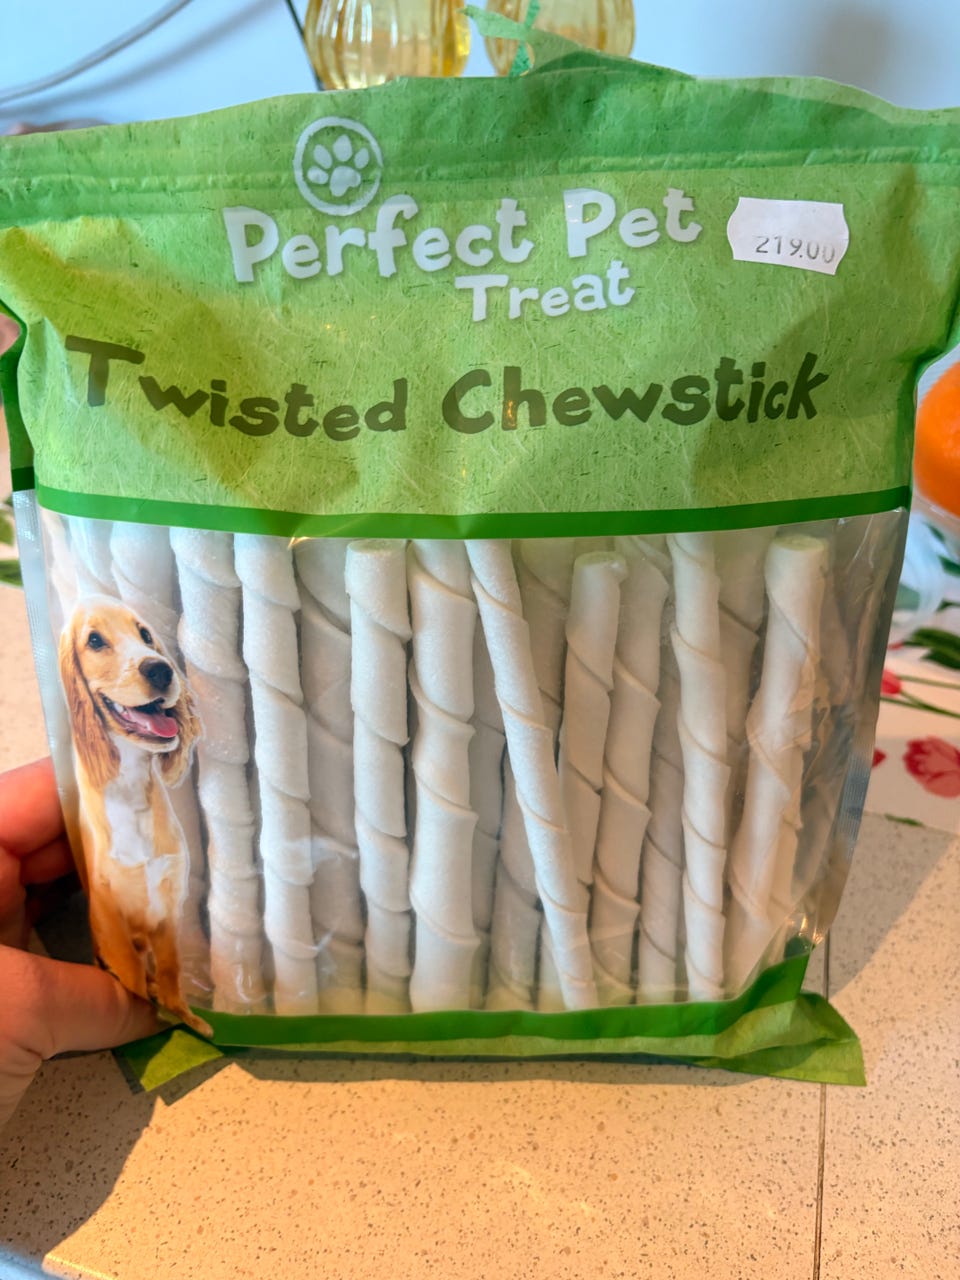 Perfect Pet
Treat
219.00
Twisted Chewstick